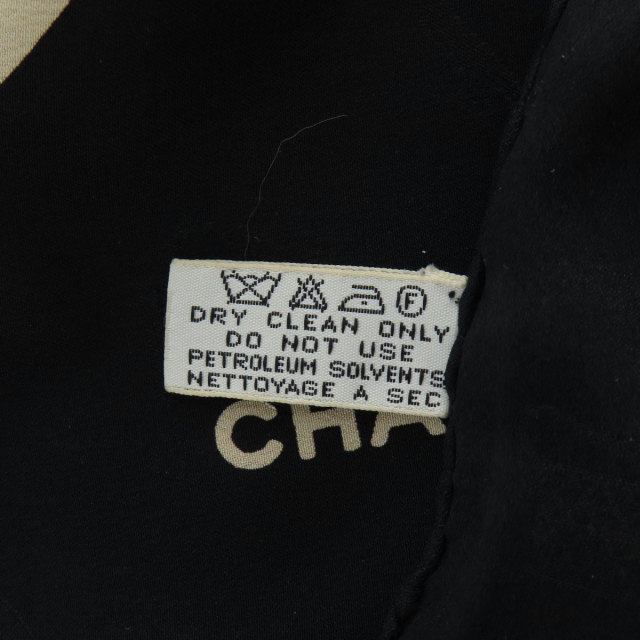 F
DRY CLEAN ONLY
DO NOT USE
PETROLEUM SOLVENTS
NETTOYAGE A SEC
CHA